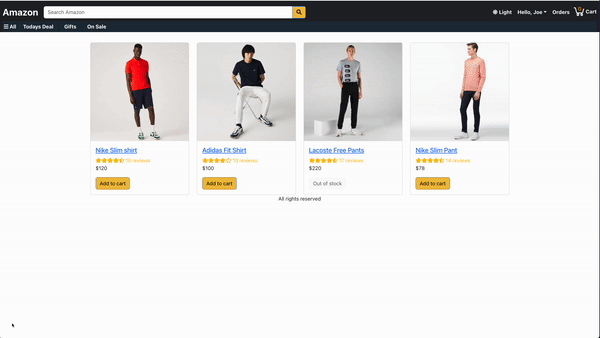 Amazon
Search Amazon
Light
Hello, Joe
Orders
0
Cart
All
Todays Deal
Gifts
On Sale
Nike Slim shirt
10 reviews
$120
Add to cart
Adidas Fit Shirt
10 reviews
$100
Add to cart
Lacoste Free Pants
17 reviews
$220
Out of stock
Nike Slim Pant
14 reviews
$78
Add to cart
All rights reserved